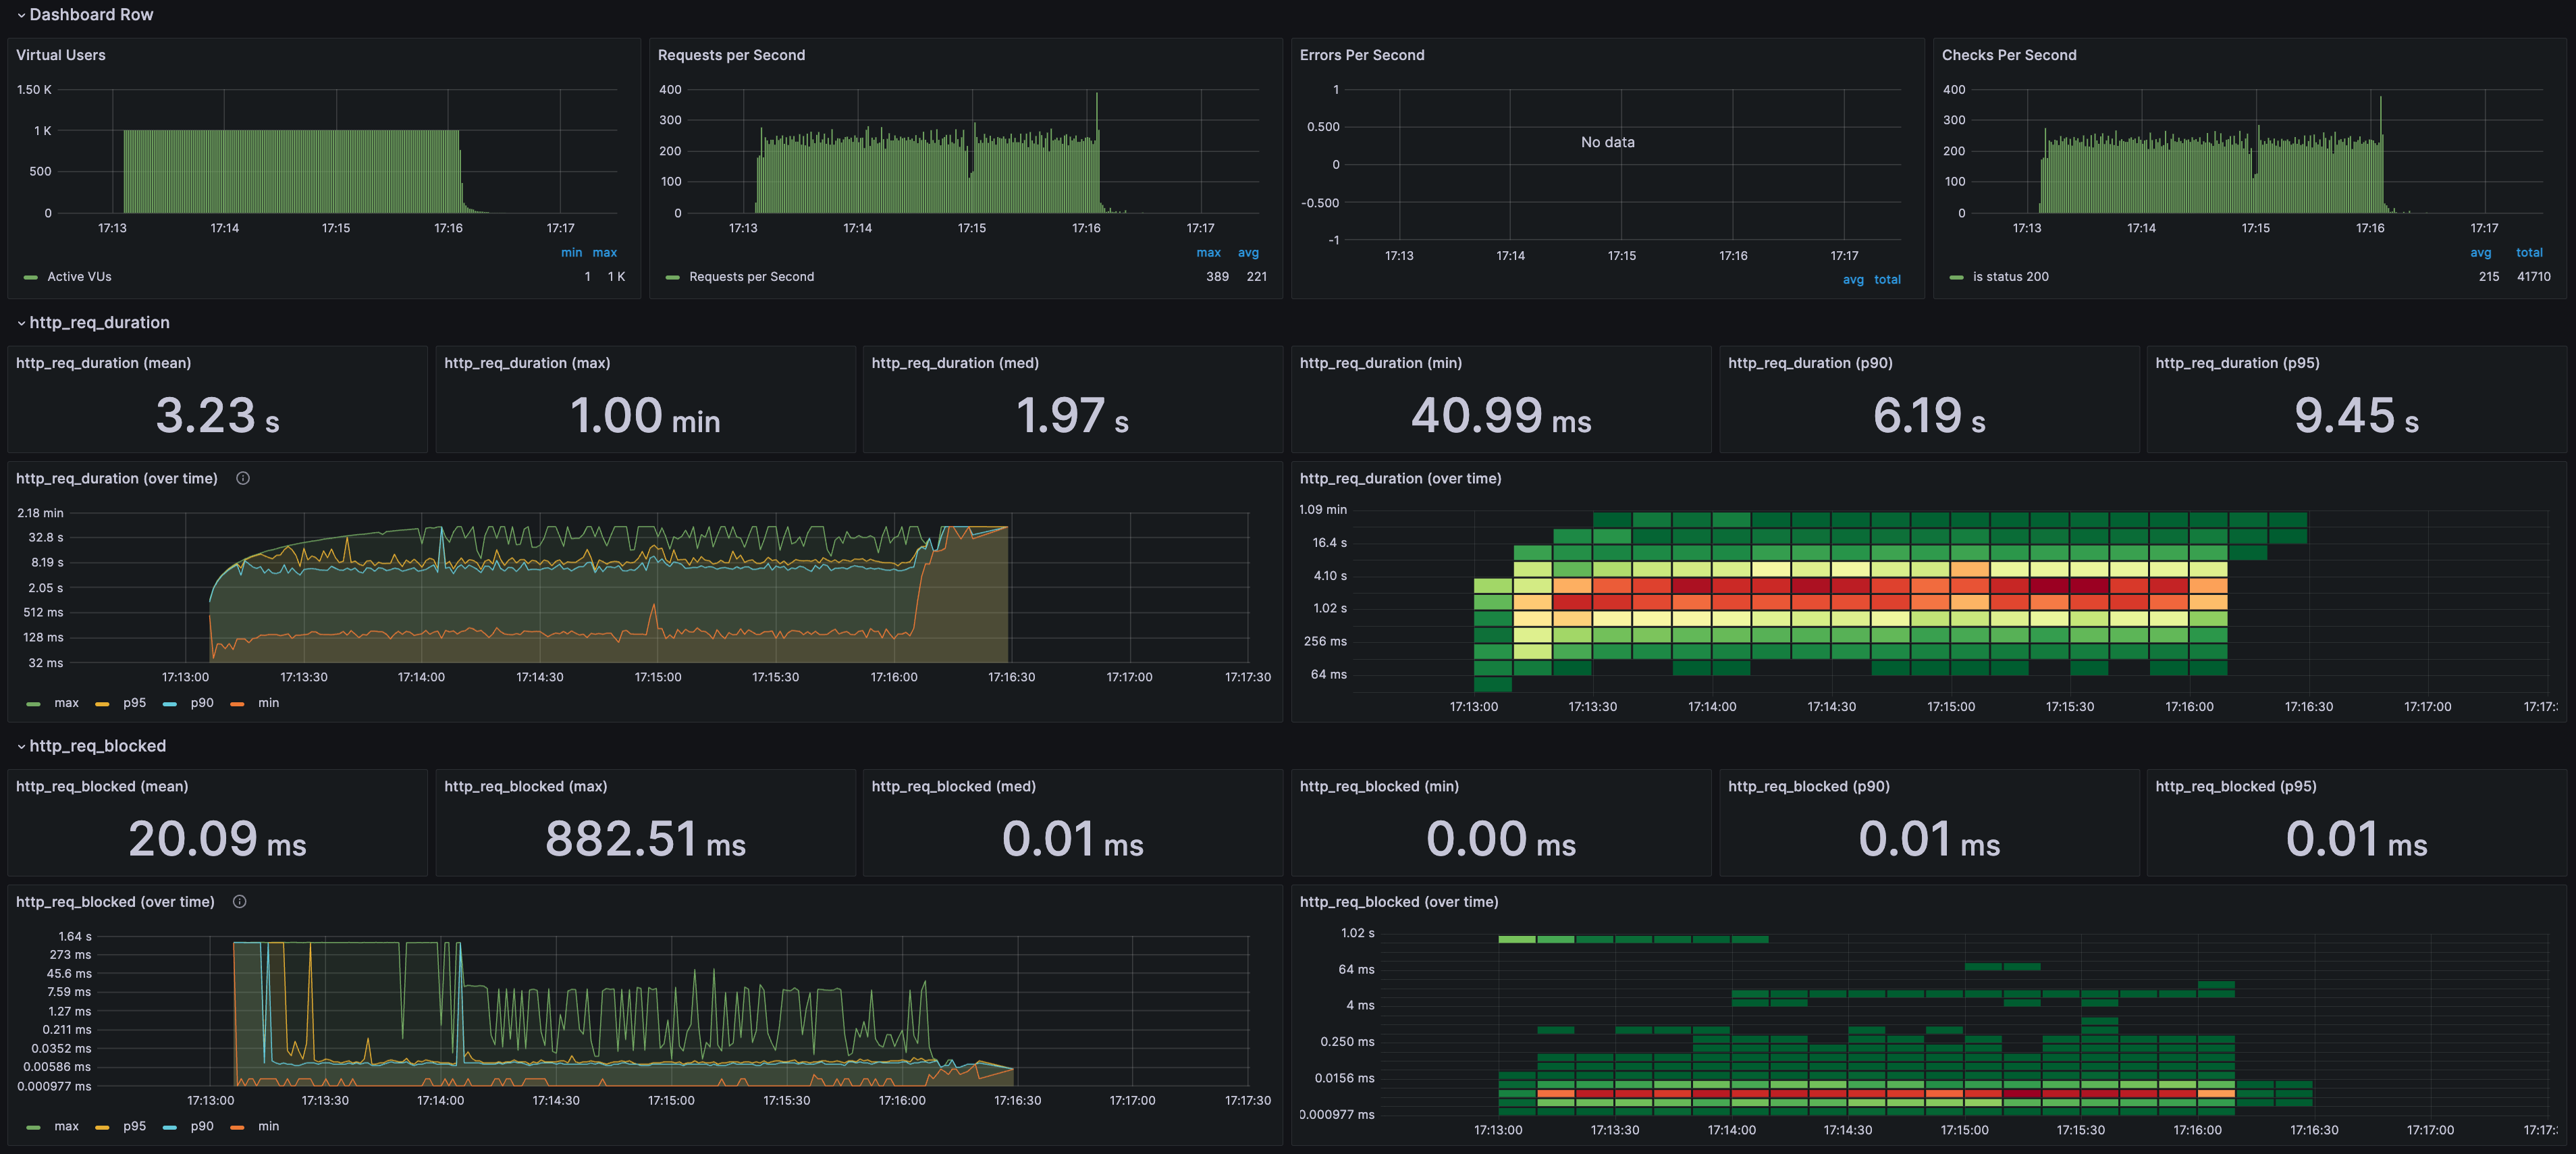 Dashboard Row
Virtual Users
1.50 K
1 K
500
0
17:13 17:14 17:15 17:16 17:17
min max
Active VUs 1 1 K
Requests per Second
400
300
200
100
0
17:13 17:14 17:15 17:16 17:17
max avg
Requests per Second 389 221
Errors Per Second
1
0.500
0
-0.500
-1
No data
17:13 17:14 17:15 17:16 17:17
avg total
Checks Per Second
400
300
200
100
0
17:13 17:14 17:15 17:16 17:17
avg total
is status 200 215 41710
http_req_duration
http_req_duration (mean)
3.23 s
http_req_duration (max)
1.00 min
http_req_duration (med)
1.97 s
http_req_duration (min)
40.99 ms
http_req_duration (p90)
6.19 s
http_req_duration (p95)
9.45 s
http_req_duration (over time)
2.18 min
32.8 s
8.19 s
2.05 s
512 ms
128 ms
32 ms
17:13:00 17:13:30 17:14:00 17:14:30 17:15:00 17:15:30 17:16:00 17:16:30 17:17:00 17:17:30
max p95 p90 min
http_req_duration (over time)
1.09 min
16.4 s
4.10 s
1.02 s
256 ms
64 ms
17:13:00 17:13:30 17:14:00 17:14:30 17:15:00 17:15:30 17:16:00 17:16:30 17:17:00 17:17:
http_req_blocked
http_req_blocked (mean)
20.09 ms
http_req_blocked (max)
882.51 ms
http_req_blocked (med)
0.01 ms
http_req_blocked (min)
0.00 ms
http_req_blocked (p90)
0.01 ms
http_req_blocked (p95)
0.01 ms
http_req_blocked (over time)
1.64 s
273 ms
45.6 ms
7.59 ms
1.27 ms
0.211 ms
0.0352 ms
0.00586 ms
0.000977 ms
17:13:00 17:13:30 17:14:00 17:14:30 17:15:00 17:15:30 17:16:00 17:16:30 17:17:00 17:17:30
max p95 p90 min
http_req_blocked (over time)
1.02 s
64 ms
4 ms
0.250 ms
0.0156 ms
0.000977 ms
17:13:00 17:13:30 17:14:00 17:14:30 17:15:00 17:15:30 17:16:00 17:16:30 17:17:00 17:17: